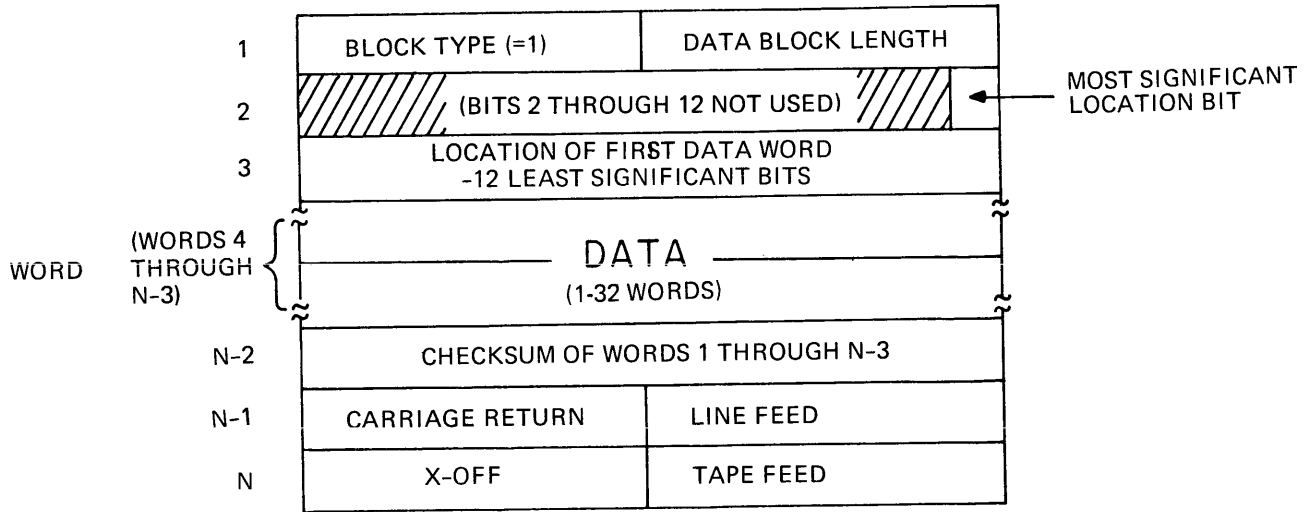 1
BLOCK TYPE (=1)
DATA BLOCK LENGTH
2
(BITS 2 THROUGH 12 NOT USED)
MOST SIGNIFICANT
LOCATION BIT
3
LOCATION OF FIRST DATA WORD
-12 LEAST SIGNIFICANT BITS
WORD
(WORDS 4
THROUGH
N-3)
DATA
(1-32 WORDS)
N-2
CHECKSUM OF WORDS 1 THROUGH N-3
N-1
CARRIAGE RETURN
LINE FEED
N
X-OFF
TAPE FEED